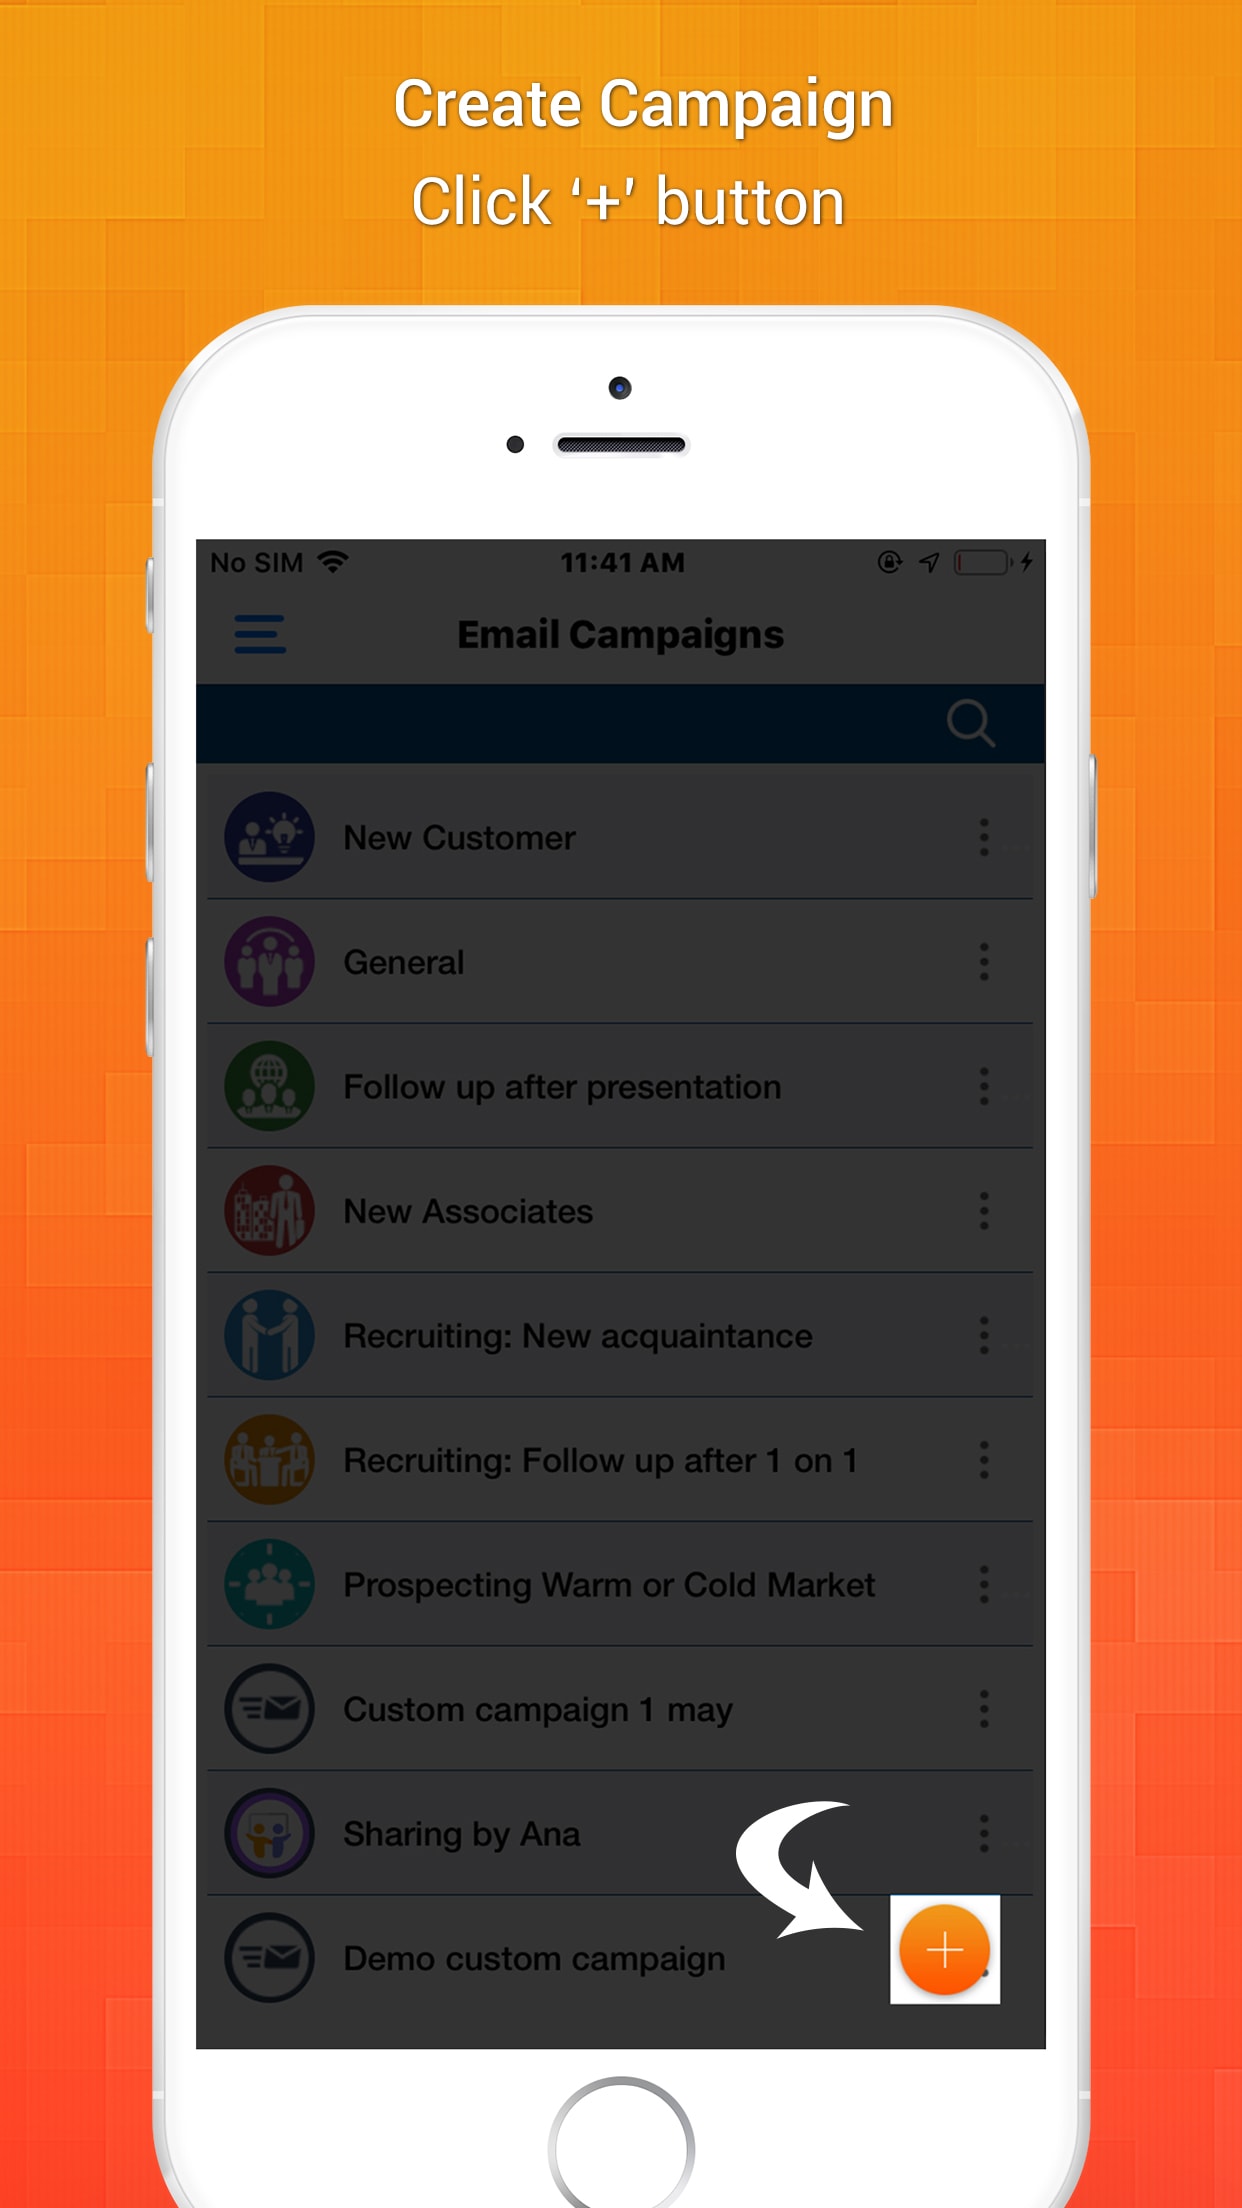 Create Campaign
Click ‘+’ button
No SIM 11:41 AM
Email Campaigns
New Customer
General
Follow up after presentation
New Associates
Recruiting: New acquaintance
Recruiting: Follow up after 1 on 1
Prospecting Warm or Cold Market
Custom campaign 1 may
Sharing by Ana
Demo custom campaign